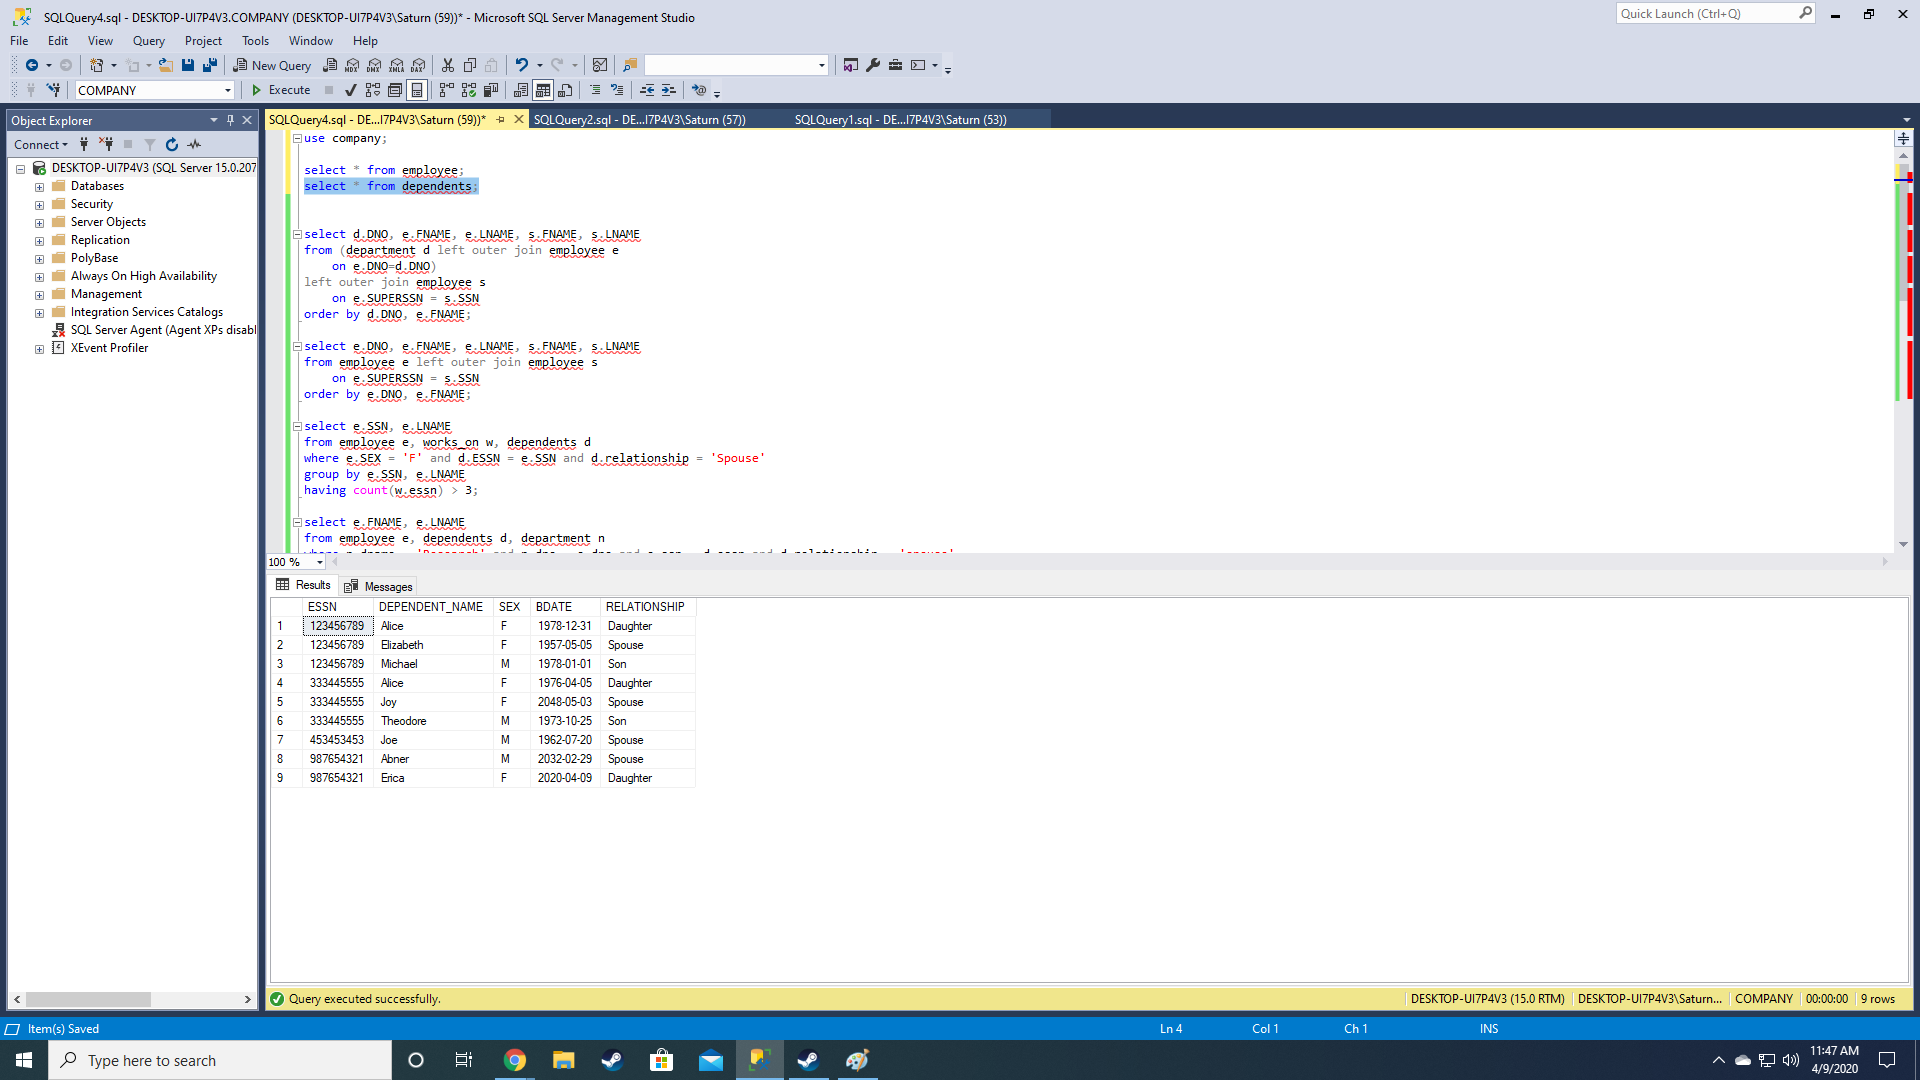 SQLQuery4.sql - DESKTOP-UI7P4V3.COMPANY (DESKTOP-UI7P4V3\Saturn (59))* - Microsoft SQL Server Management Studio
Quick Launch (Ctrl+Q)
File Edit View Query Project Tools Window Help
New Query MDX DMX XMLA DAX
COMPANY Execute
Object Explorer
SQLQuery4.sql - DE...I7P4V3\Saturn (59))* SQLQuery2.sql - DE...I7P4V3\Saturn (57)) SQLQuery1.sql - DE...I7P4V3\Saturn (53))
Connect
DESKTOP-UI7P4V3 (SQL Server 15.0.207
Databases
Security
Server Objects
Replication
PolyBase
Always On High Availability
Management
Integration Services Catalogs
SQL Server Agent (Agent XPs disabl
XEvent Profiler
use company;
select * from employee;
select * from dependents;
select d.DNO, e.FNAME, e.LNAME, s.FNAME, s.LNAME
from (department d left outer join employee e
on e.DNO=d.DNO)
left outer join employee s
on e.SUPERSSN = s.SSN
order by d.DNO, e.FNAME;
select e.DNO, e.FNAME, e.LNAME, s.FNAME, s.LNAME
from employee e left outer join employee s
on e.SUPERSSN = s.SSN
order by e.DNO, e.FNAME;
select e.SSN, e.LNAME
from employee e, works_on w, dependents d
where e.SEX = 'F' and d.ESSN = e.SSN and d.relationship = 'Spouse'
group by e.SSN, e.LNAME
having count(w.essn) > 3;
select e.FNAME, e.LNAME
from employee e, dependents d, department n
100 %
Results Messages
ESSN DEPENDENT_NAME SEX BDATE RELATIONSHIP
1 123456789 Alice F 1978-12-31 Daughter
2 123456789 Elizabeth F 1957-05-05 Spouse
3 123456789 Michael M 1978-01-01 Son
4 333445555 Alice F 1976-04-05 Daughter
5 333445555 Joy F 2048-05-03 Spouse
6 333445555 Theodore M 1973-10-25 Son
7 453453453 Joe M 1962-07-20 Spouse
8 987654321 Abner M 2032-02-29 Spouse
9 987654321 Erica F 2020-04-09 Daughter
Query executed successfully. DESKTOP-UI7P4V3 (15.0 RTM) DESKTOP-UI7P4V3\Saturn... COMPANY 00:00:00 9 rows
Item(s) Saved Ln 4 Col 1 Ch 1 INS
Type here to search
11:47 AM
4/9/2020